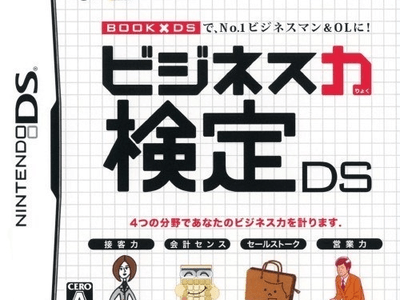 BOOK×DSで、No.1ビジネスマン&OLに!
ビジネス力
りょく
検定DS
NINTENDO DS
4つの分野であなたのビジネス力を計ります.
接客力 会計センス セールストーク 営業力
CERO
A